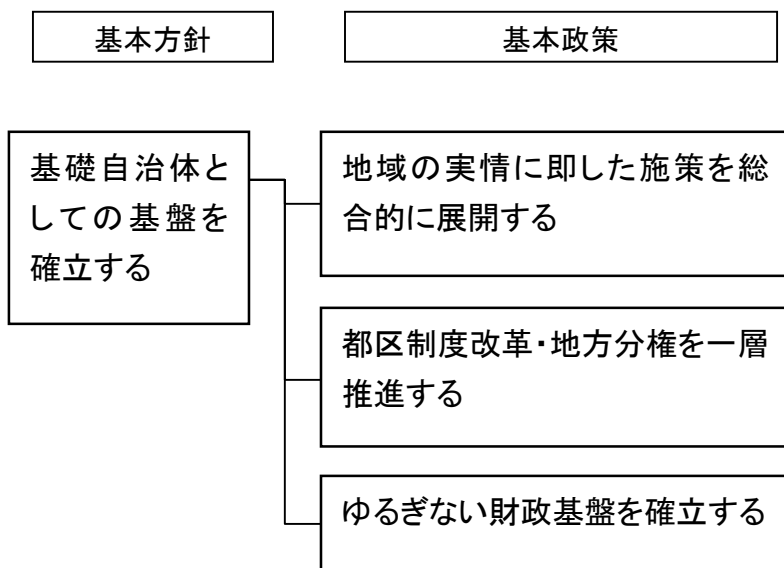 基本方針
基本政策
基礎自治体と
しての基盤を
確立する
地域の実情に即した施策を総
合的に展開する
都区制度改革・地方分権を一層
推進する
ゆるぎない財政基盤を確立する